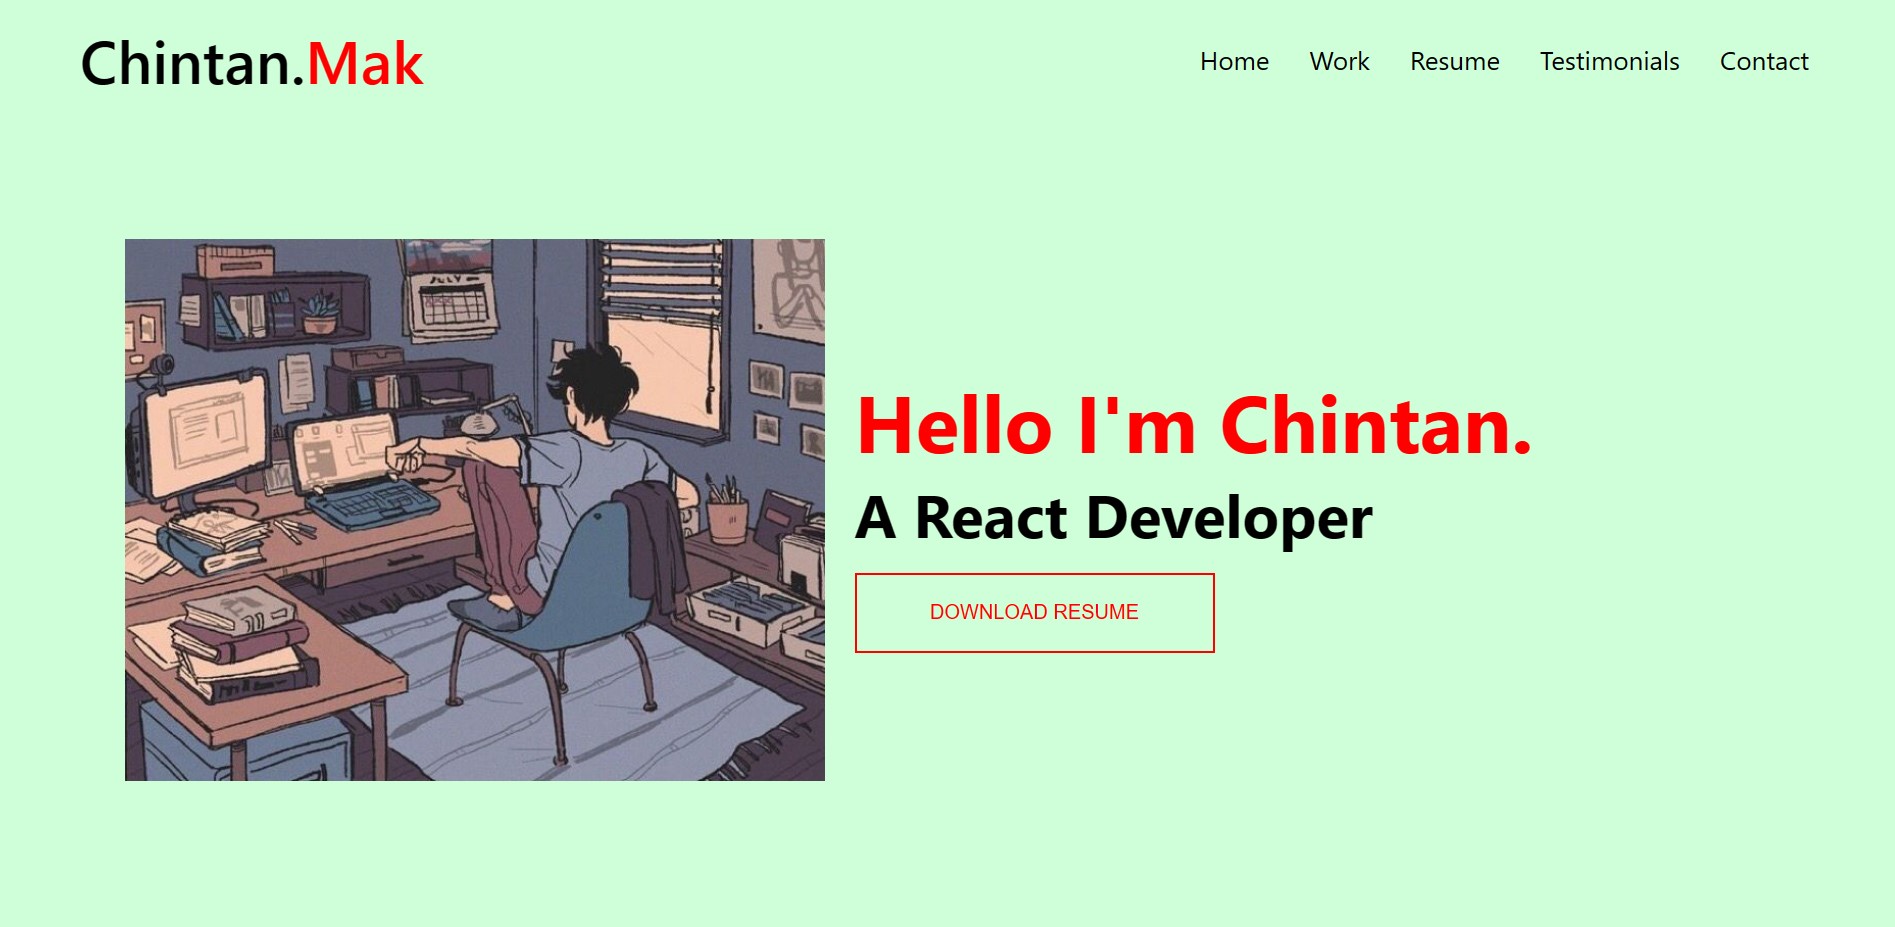 Chintan.Mak
Home Work Resume Testimonials Contact
JULY
Hello I'm Chintan.
A React Developer
DOWNLOAD RESUME